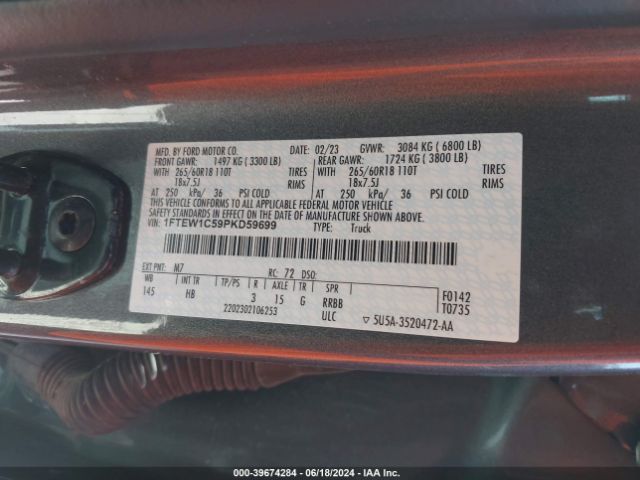 MFD. BY FORD MOTOR CO. DATE: 02/23 GVWR: 3084 KG ( 6800 LB)
FRONT GAWR: 1497 KG ( 3300 LB) REAR GAWR: 1724 KG ( 3800 LB)
WITH 265/60R18 110T TIRES WITH 265/60R18 110T TIRES
18x7.5J RIMS 18x7.5J RIMS
AT 250 kPa/ 36 PSI COLD AT 250 kPa/ 36 PSI COLD
THIS VEHICLE CONFORMS TO ALL APPLICABLE FEDERAL MOTOR VEHICLE
SAFETY STANDARDS IN EFFECT ON THE DATE OF MANUFACTURE SHOWN ABOVE.
VIN: 1FTEW1C59PKD59699 TYPE: Truck
EXT PNT: M7 RC: 72 DSO:
WB INT TR TP/PS R AXLE TR SPR
145 HB 3 15 G RRBB F0142
2202302106253 ULC T0735
▽ 5U5A-3520472-AA
000-39674284 - 06/18/2024 - IAA Inc.